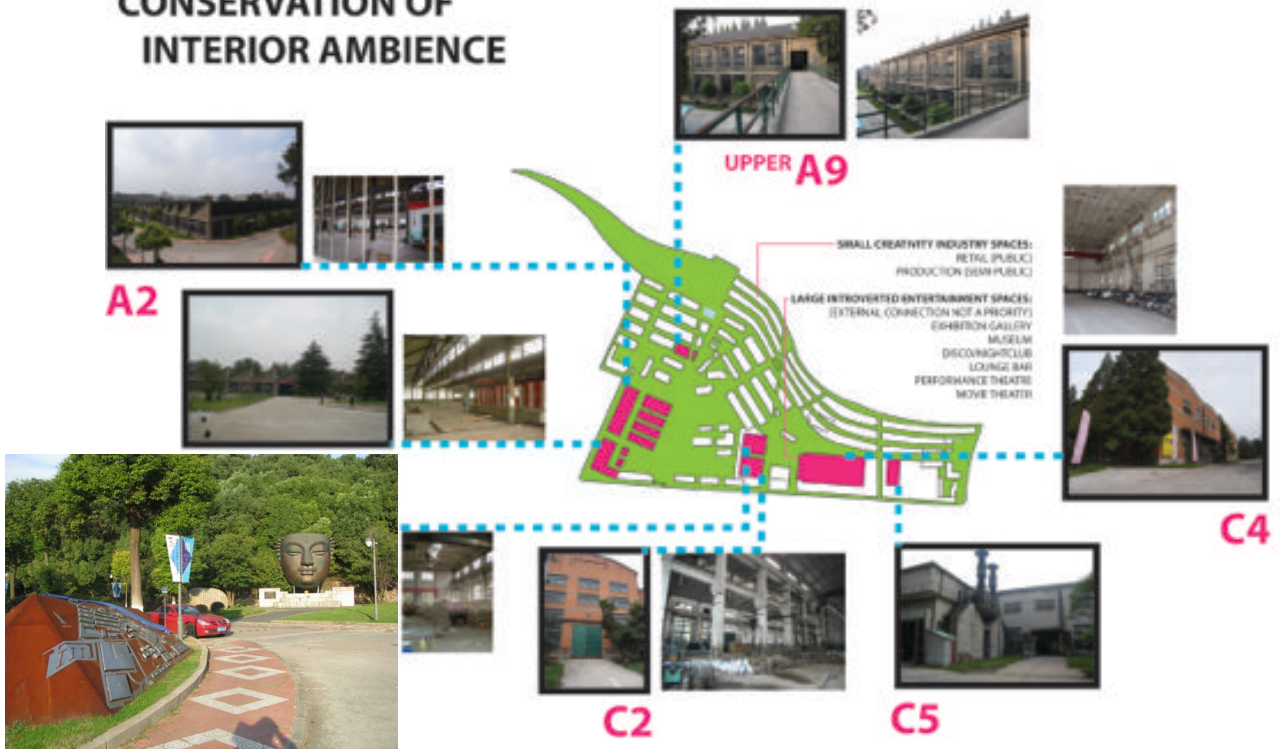 CONSERVATION OF
INTERIOR AMBIENCE
UPPER A9
A2
SMALL CREATIVITY INDUSTRY SPACES:
RETAIL (PUBLIC)
PRODUCTION (SEMI-PUBLIC)
LARGE INTROVERTED ENTERTAINMENT SPACES:
(EXTERNAL CONNECTION NOT A PRIORITY)
EXHIBITION GALLERY
MUSEUM
DISCO/NIGHTCLUB
LOUNGE BAR
PERFORMANCE THEATRE
MOVIE THEATER
C4
C2
C5